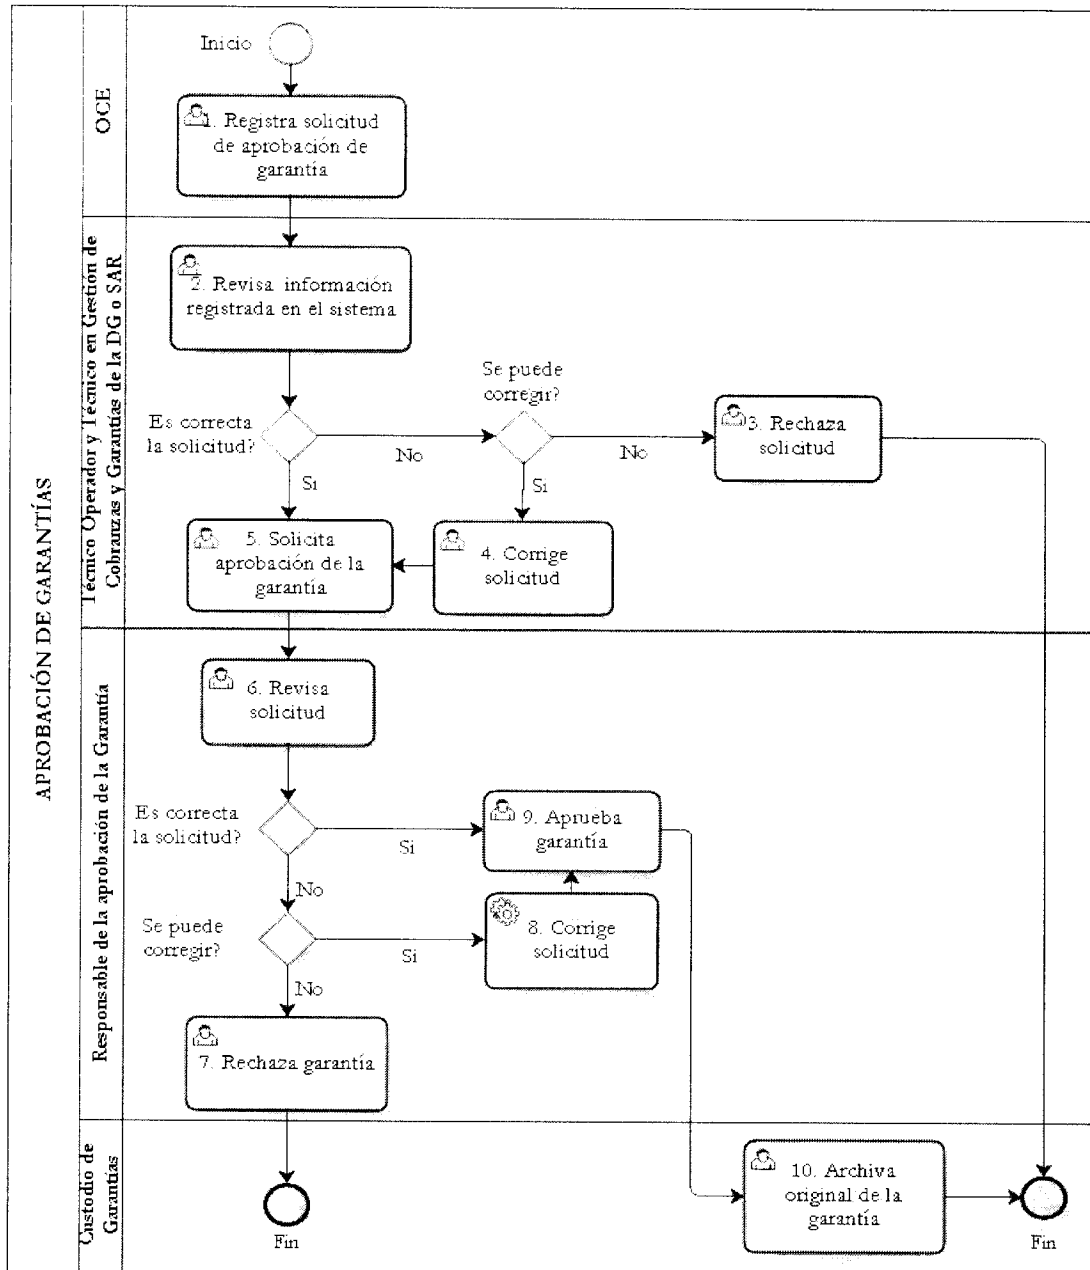 APROBACIÓN DE GARANTÍAS
OCE
Inicio
1. Registra solicitud
de aprobación de
garantía
Técnico Operador y Técnico en Gestión de
Cobranzas y Garantías de la DG o SAR
2. Revisa información
registrada en el sistema
Es correcta
la solicitud?
No
Si
Se puede
corregir?
No
Si
3. Rechaza
solicitud
5. Solicita
aprobación de la
garantía
4. Corrige
solicitud
Responsable de la aprobación de la Garantía
6. Revisa
solicitud
Es correcta
la solicitud?
Si
No
9. Aprueba
garantía
Se puede
corregir?
Si
No
8. Corrige
solicitud
7. Rechaza garantía
Custodio de
Garantías
Fin
10. Archiva
original de la
garantía
Fin